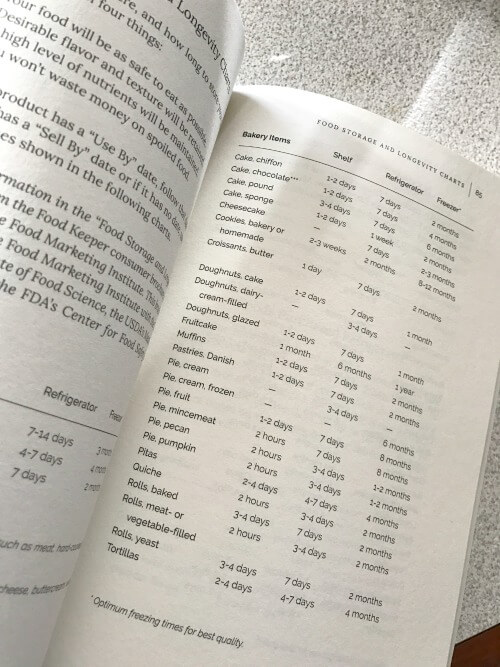 Longevity Char
and how long to store
four things:
our food will be as safe to eat as possible
Desirable flavor and texture will be
high level of nutrients will be
won't waste money on spoiled food.
product has a "Use By" date, follow
has a "Sell By" date or if it has no
es shown in the following charts.
ormation in the "Food Storage and
the Food Keeper consumer
Food Marketing Institute. This
Food Marketing Institute with
te of Food Science, the USDA's
he FDA's Center for Food
Refrigerator
7-14 days
4-7 days
7 days
such as meat,
cheese,
FOOD STORAGE AND LONGEVITY CHARTS | 85
Bakery Items Shelf Refrigerator Freezer*
Cake, chiffon 1-2 days 7 days 2 months
Cake, chocolate*** 1-2 days 7 days 4 months
Cake, pound 3-4 days 7 days 6 months
Cake, sponge 1-2 days 1 week 2 months
Cheesecake — 7 days 2-3 months
Cookies, bakery or
homemade 2-3 weeks 2 months 8-12 months
Croissants, butter 1 day 7 days 2 months
Doughnuts, cake 1-2 days 7 days 1 month
Doughnuts, dairy-
cream-filled — 3-4 days —
Doughnuts, glazed 1-2 days 7 days 1 month
Fruitcake 1 month 6 months 1 year
Muffins 1-2 days 7 days 2 months
Pastries, Danish 1-2 days 7 days 2 months
Pie, cream — 3-4 days —
Pie, cream, frozen — — 6 months
Pie, fruit 1-2 days 7 days 8 months
Pie, mincemeat 2 hours 7 days 8 months
Pie, pecan 2 hours 3-4 days 1-2 months
Pie, pumpkin 2 hours 3-4 days 1-2 months
Pitas 2-4 days 4-7 days 4 months
Quiche 2 hours 3-4 days 2 months
Rolls, baked 3-4 days 7 days 2 months
Rolls, meat- or
vegetable-filled 2 hours 3-4 days 2 months
Rolls, yeast 3-4 days 7 days 2 months
Tortillas 2-4 days 4-7 days 4 months
* Optimum freezing times for best quality.